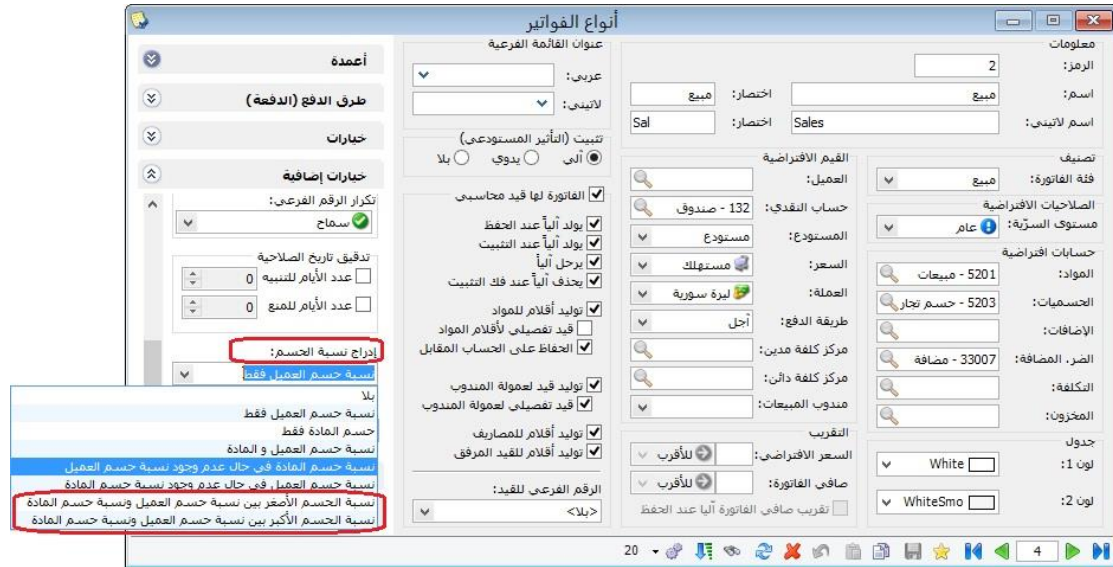 أنواع الفواتير
معلومات
الرمز: 2
اسم: مبيع اختصار: مبيع
اسم لاتيني: Sales اختصار: Sal
تصنيف
فئة الفاتورة: مبيع
الصلاحيات الافتراضية
مستوى السرّية: عام
حسابات افتراضية
المواد: 5201 - مبيعات
الحسميات: 5203 - حسم تجار
الإضافات:
الضر. المضافة: 33007 - مضافة
التكلفة:
المخزون:
جدول
لون 1: White
لون 2: WhiteSmo
القيم الافتراضية
العميل:
حساب النقدي: 132 - صندوق
المستودع: مستودع
السعر: مستهلك
العملة: ليرة سورية
طريقة الدفع: آجل
مركز كلفة مدين:
مركز كلفة دائن:
مندوب المبيعات:
التقريب
السعر الافتراضي: للأقرب
صافي الفاتورة: للأقرب
تقريب صافي الفاتورة آليا عند الحفظ
عنوان القائمة الفرعية
عربي:
لاتيني:
تثبيت (التأثير المستودعي)
آلي يدوي بلا
الفاتورة لها قيد محاسبي
يولد آلياً عند الحفظ
يولد آلياً عند التثبيت
يرحل آلياً
يحذف آلياً عند فك التثبيت
توليد أقلام للمواد
قيد تفصيلي لأقلام المواد
الحفاظ على الحساب المقابل
توليد قيد لعمولة المندوب
قيد تفصيلي لعمولة المندوب
توليد أقلام للمصاريف
توليد أقلام للقيد المرفق
الرقم الفرعي للقيد:
<بلا>
أعمدة
طرق الدفع (الدفعة)
خيارات
خيارات إضافية
تكرار الرقم الفرعي:
سماح
تدقيق تاريخ الصلاحية
عدد الأيام للتنبيه 0
عدد الأيام للمنع 0
إدراج نسبة الحسم:
نسبة حسم العميل فقط
بلا
نسبة حسم العميل فقط
حسم المادة فقط
نسبة حسم العميل و المادة
نسبة حسم المادة في حال عدم وجود نسبة حسم العميل
نسبة حسم العميل في حال عدم وجود نسبة حسم المادة
نسبة الحسم الأصغر بين نسبة حسم العميل ونسبة حسم المادة
نسبة الحسم الأكبر بين نسبة حسم العميل ونسبة حسم المادة
4
20